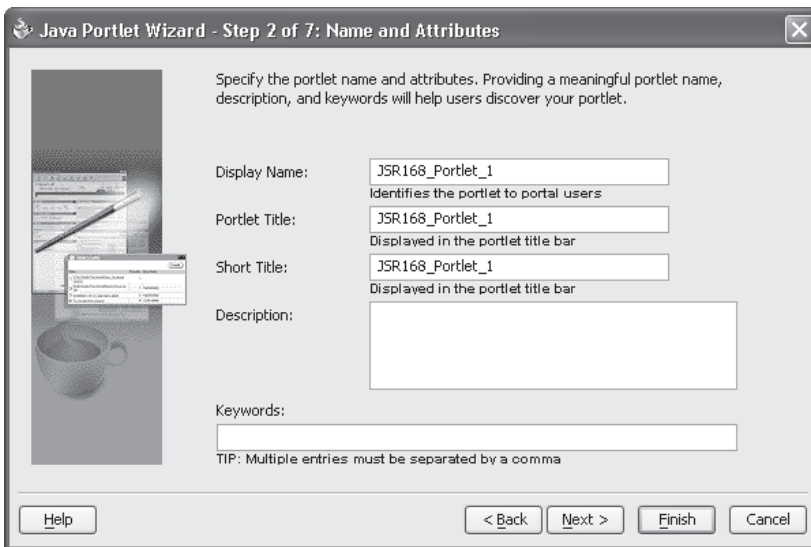 Java Portlet Wizard - Step 2 of 7: Name and Attributes
Specify the portlet name and attributes. Providing a meaningful portlet name,
description, and keywords will help users discover your portlet.
Display Name:
JSR168_Portlet_1
Identifies the portlet to portal users
Portlet Title:
JSR168_Portlet_1
Displayed in the portlet title bar
Short Title:
JSR168_Portlet_1
Displayed in the portlet title bar
Description:
Keywords:
TIP: Multiple entries must be separated by a comma
Help
< Back
Next >
Finish
Cancel